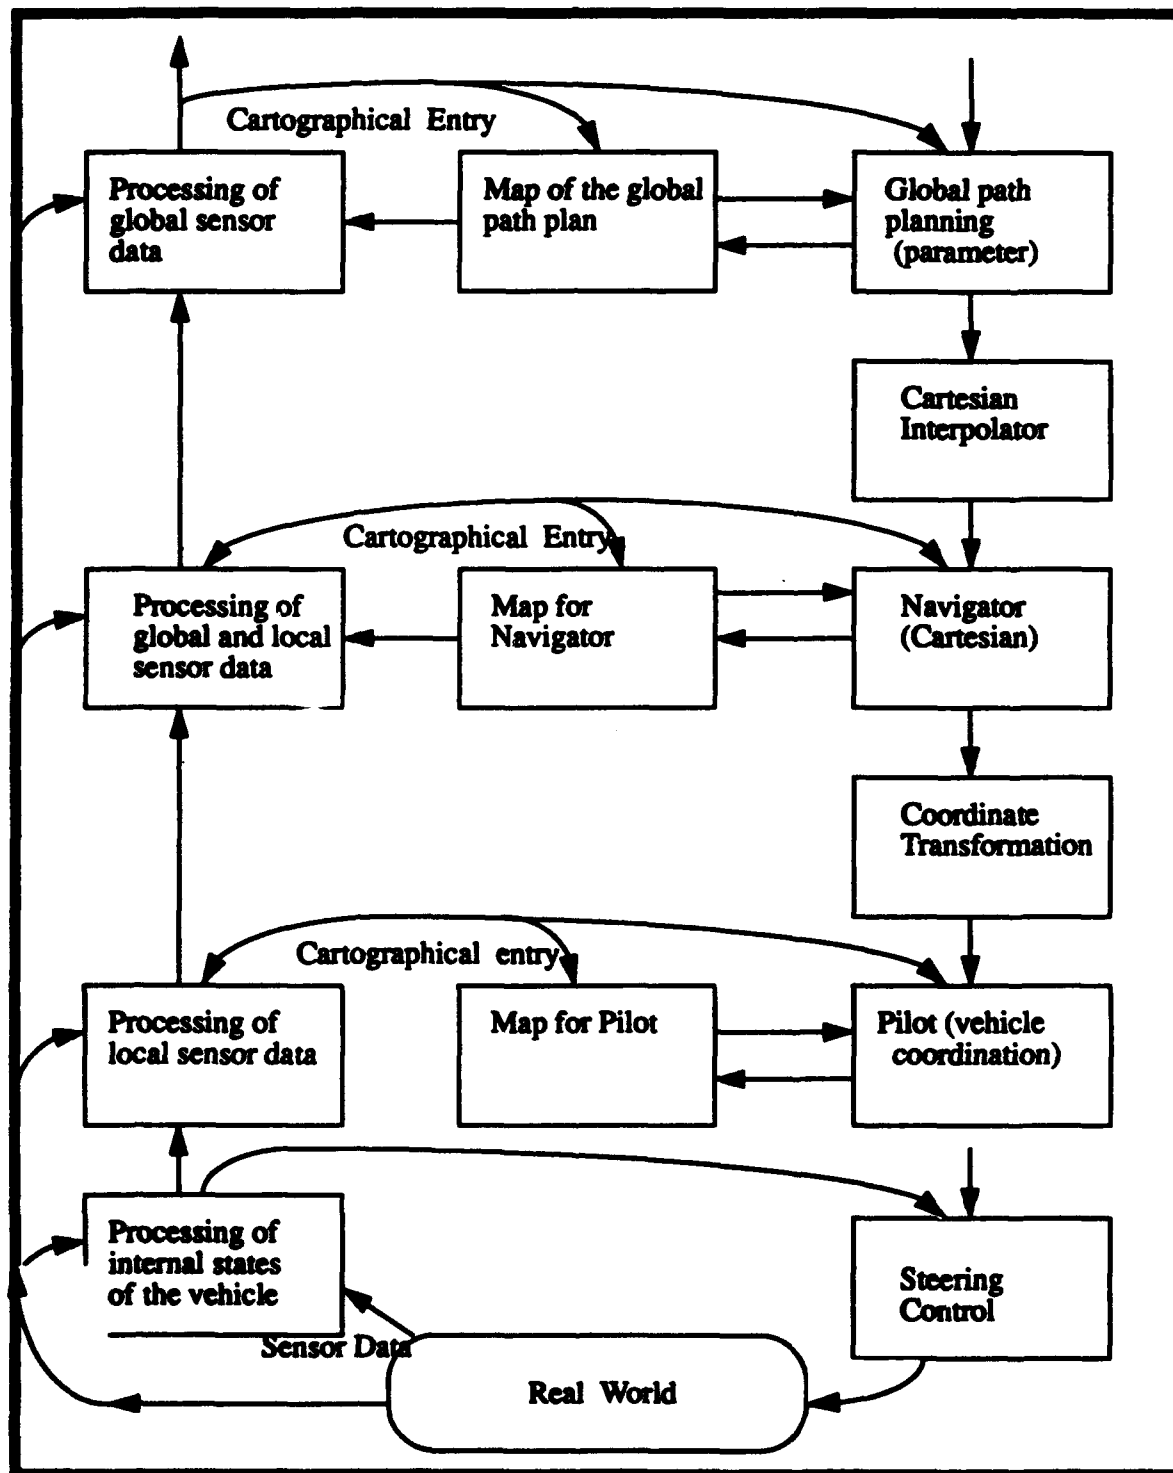 Cartographical Entry
Processing of
global sensor
data
Map of the global
path plan
Global path
planning
(parameter)
Cartesian
Interpolator
Cartographical Entry
Processing of
global and local
sensor data
Map for
Navigator
Navigator
(Cartesian)
Coordinate
Transformation
Cartographical entry
Processing of
local sensor data
Map for Pilot
Pilot (vehicle
coordination)
Processing of
internal states
of the vehicle
Steering
Control
Sensor Data
Real World